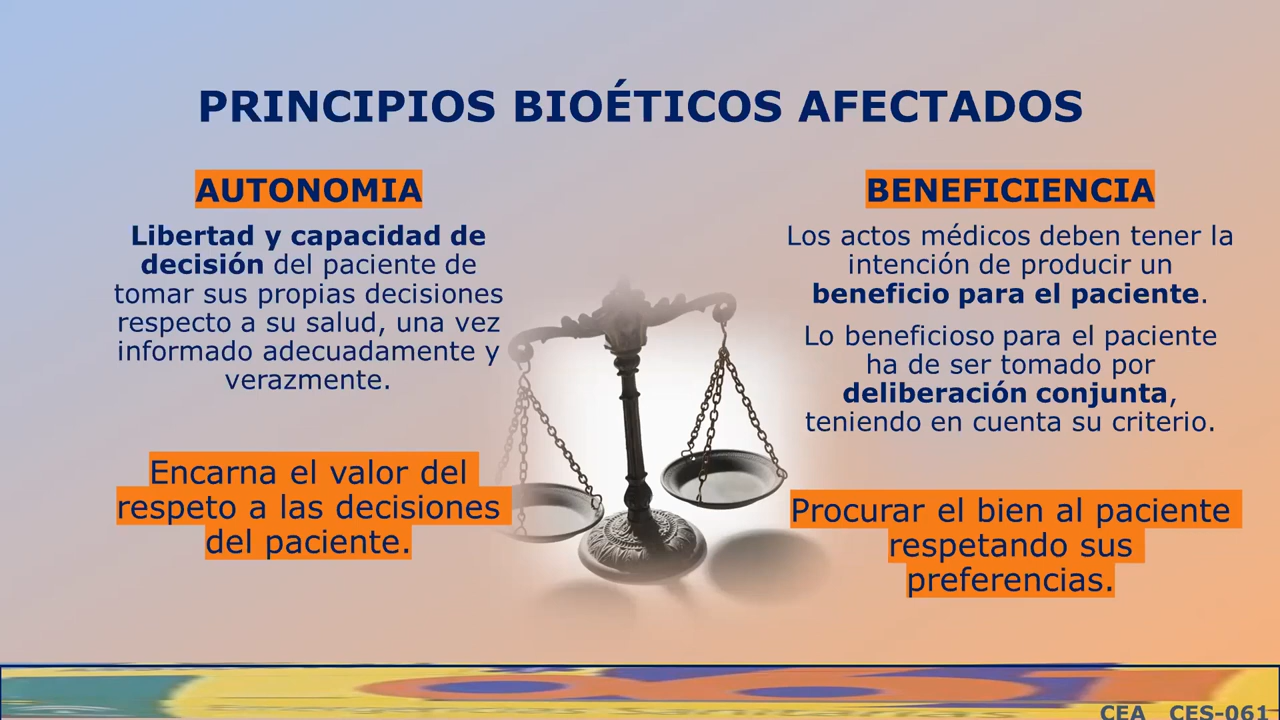 PRINCIPIOS BIOÉTICOS AFECTADOS
AUTONOMIA
Libertad y capacidad de
decisión del paciente de
tomar sus propias decisiones
respecto a su salud, una vez
informado adecuadamente y
verazmente.
Encarna el valor del
respeto a las decisiones
del paciente.
BENEFICIENCIA
Los actos médicos deben tener la
intención de producir un
beneficio para el paciente.
Lo beneficioso para el paciente
ha de ser tomado por
deliberación conjunta,
teniendo en cuenta su criterio.
Procurar el bien al paciente
respetando sus
preferencias.
061
CEA CES-061